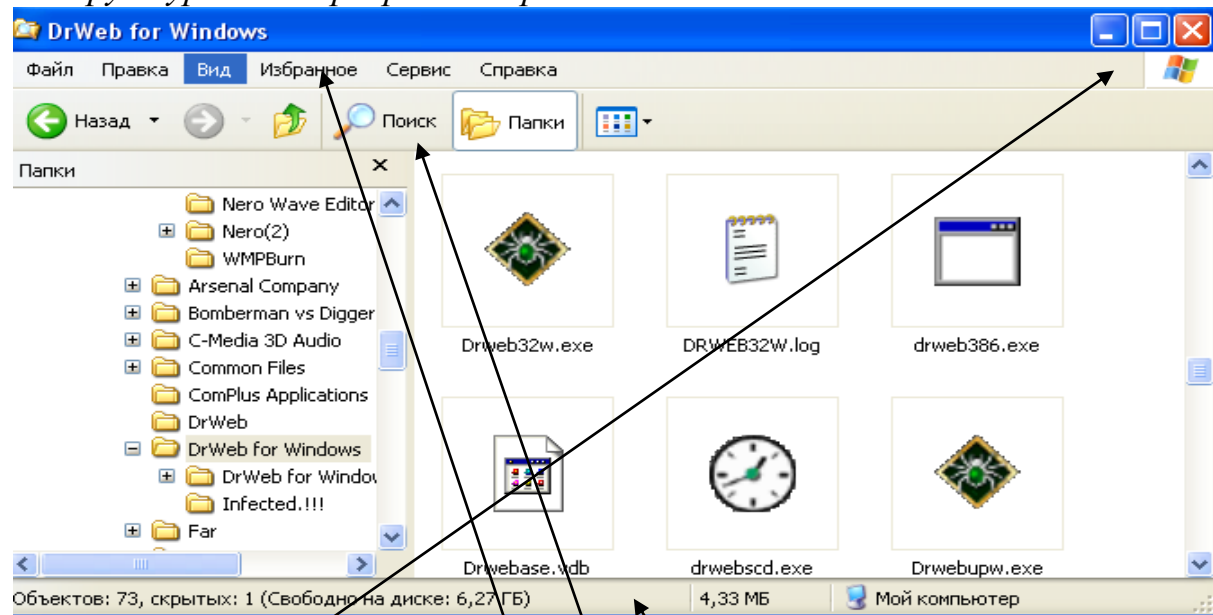 DrWeb for Windows
Файл Правка Вид Избранное Сервис Справка
Назад Поиск Папки
Папки
Nero Wave Editor
Nero(2)
WMPBurn
Arsenal Company
Bomberman vs Digger
C-Media 3D Audio
Common Files
ComPlus Applications
DrWeb
DrWeb for Windows
DrWeb for Window
Infected.!!!
Far
Drweb32w.exe DRWEB32W.log drweb386.exe
Drwebase.vdb drwebscd.exe Drwebupw.exe
Объектов: 73, скрытых: 1 (Свободно на диске: 6,27 ГБ) 4,33 МБ Мой компьютер